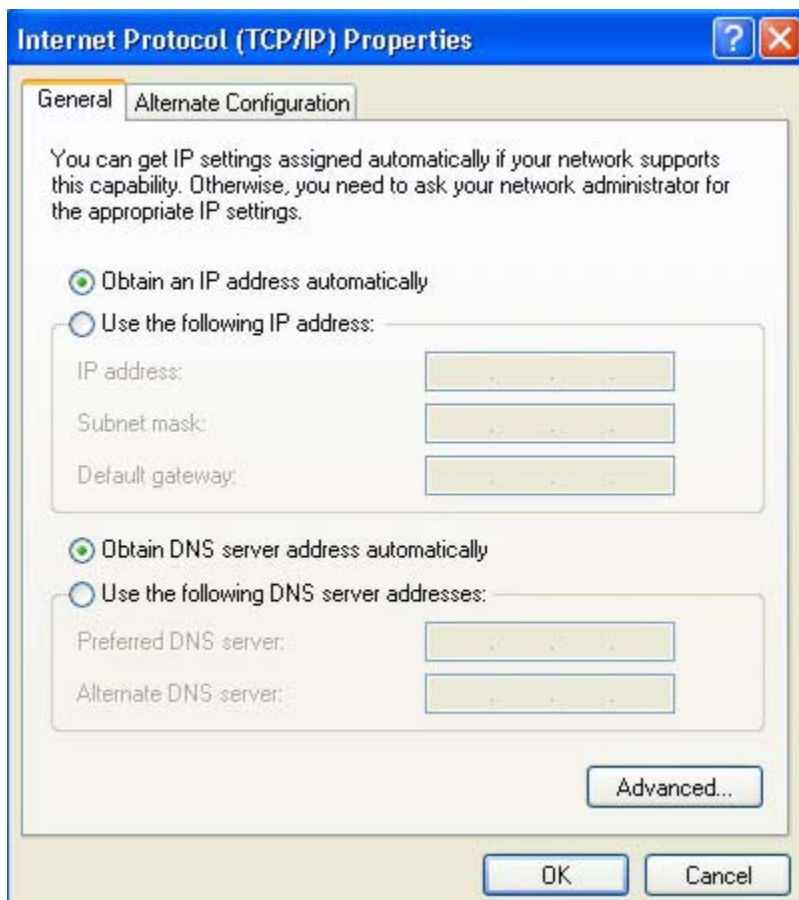 Internet Protocol (TCP/IP) Properties
General
Alternate Configuration
You can get IP settings assigned automatically if your network supports
this capability. Otherwise, you need to ask your network administrator for
the appropriate IP settings.
Obtain an IP address automatically
Use the following IP address:
IP address:
Subnet mask:
Default gateway:
Obtain DNS server address automatically
Use the following DNS server addresses:
Preferred DNS server:
Alternate DNS server:
Advanced...
OK
Cancel